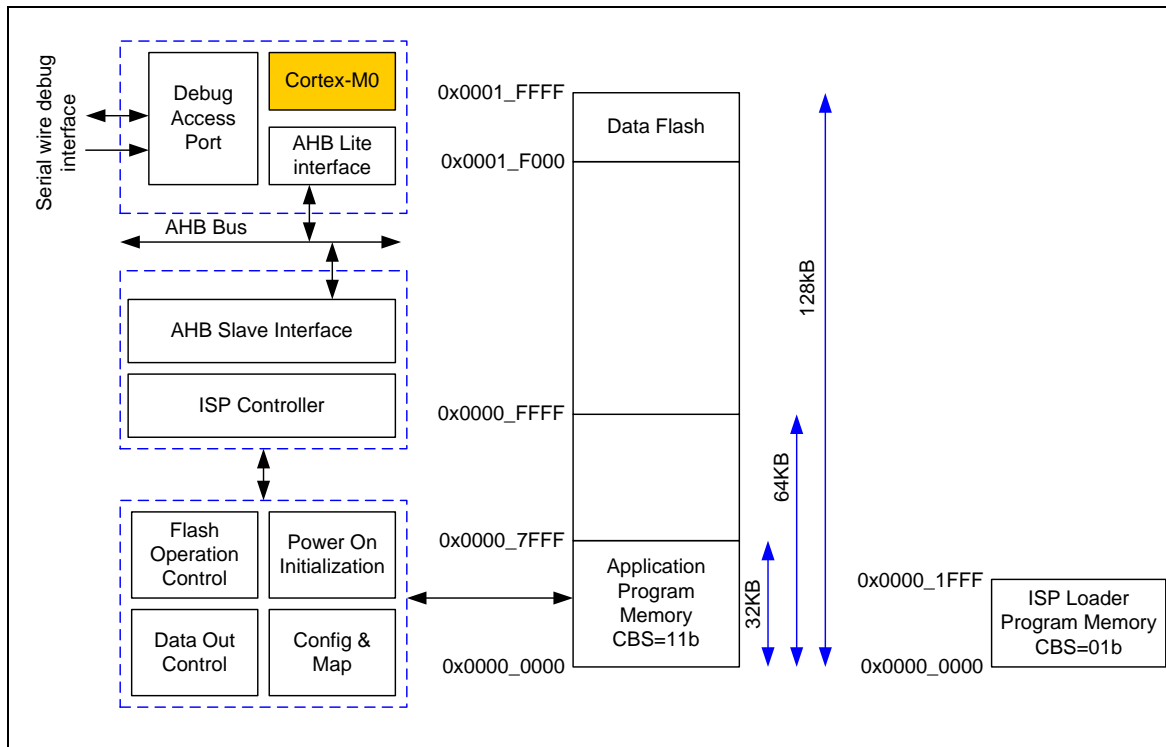 Serial wire debug
interface
Debug
Access
Port
Cortex-M0
AHB Lite
interface
AHB Bus
AHB Slave Interface
ISP Controller
Flash
Operation
Control
Power On
Initialization
Data Out
Control
Config &
Map
0x0001_FFFF
Data Flash
0x0001_F000
0x0000_FFFF
0x0000_7FFF
Application
Program
Memory
CBS=11b
0x0000_0000
32KB
64KB
128kB
0x0000_1FFF
ISP Loader
Program Memory
CBS=01b
0x0000_0000